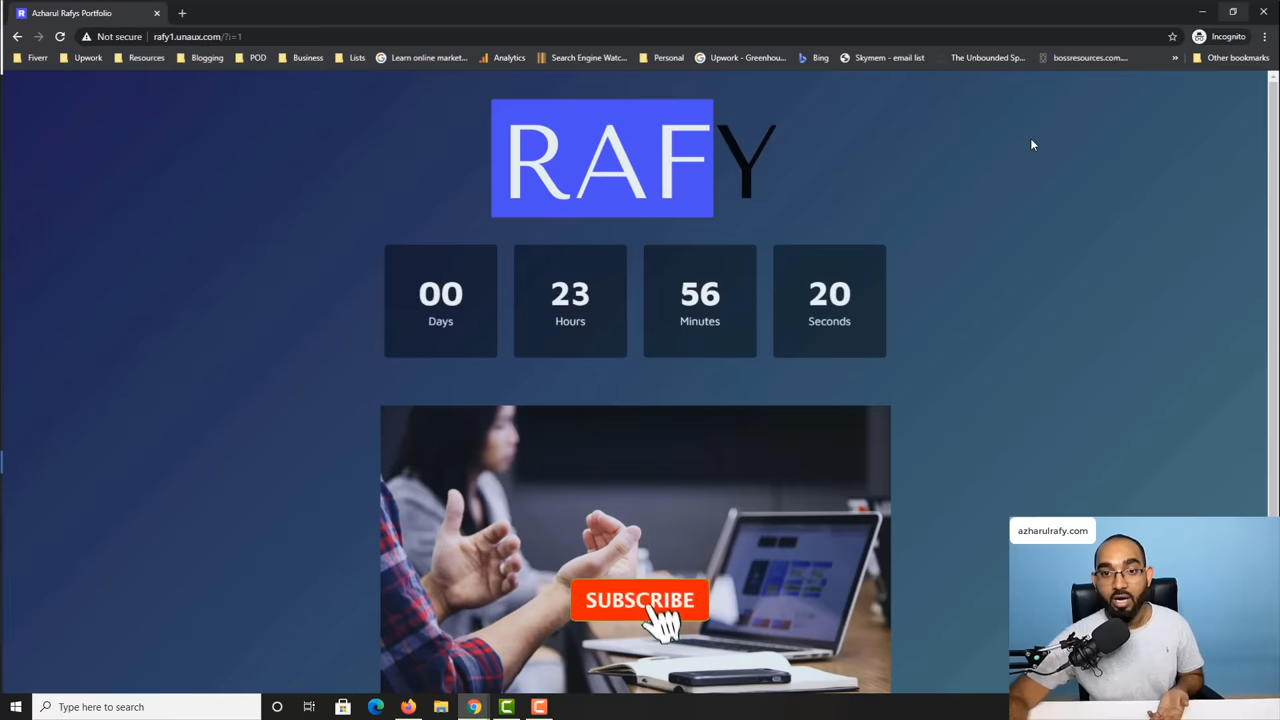 Azharul Rafys Portfolio
Not secure
rafy1.unaux.com/?i=1
Incognito
Fiverr
Upwork
Resources
Blogging
POD
Business
Lists
Learn online market...
Analytics
Search Engine Watc...
Personal
Upwork - Greenhou...
Bing
Skymem - email list
The Unbounded Sp...
bossresources.com....
»
Other bookmarks
RAFY
00
23
56
20
Days
Hours
Minutes
Seconds
SUBSCRIBE
azharulrafy.com
Type here to search